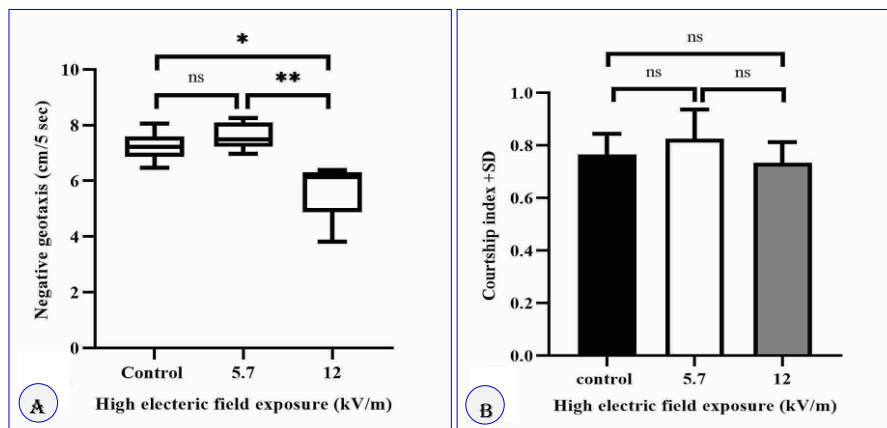 *
ns
**
10
8
6
4
2
0
Negative geotaxis (cm/5 sec)
Control 5.7 12
High electeric field exposure (kV/m)
A
ns
ns ns
1.0
0.8
0.6
0.4
0.2
0.0
Courtship index +SD
control 5.7 12
High electric field exposure (kV/m)
B